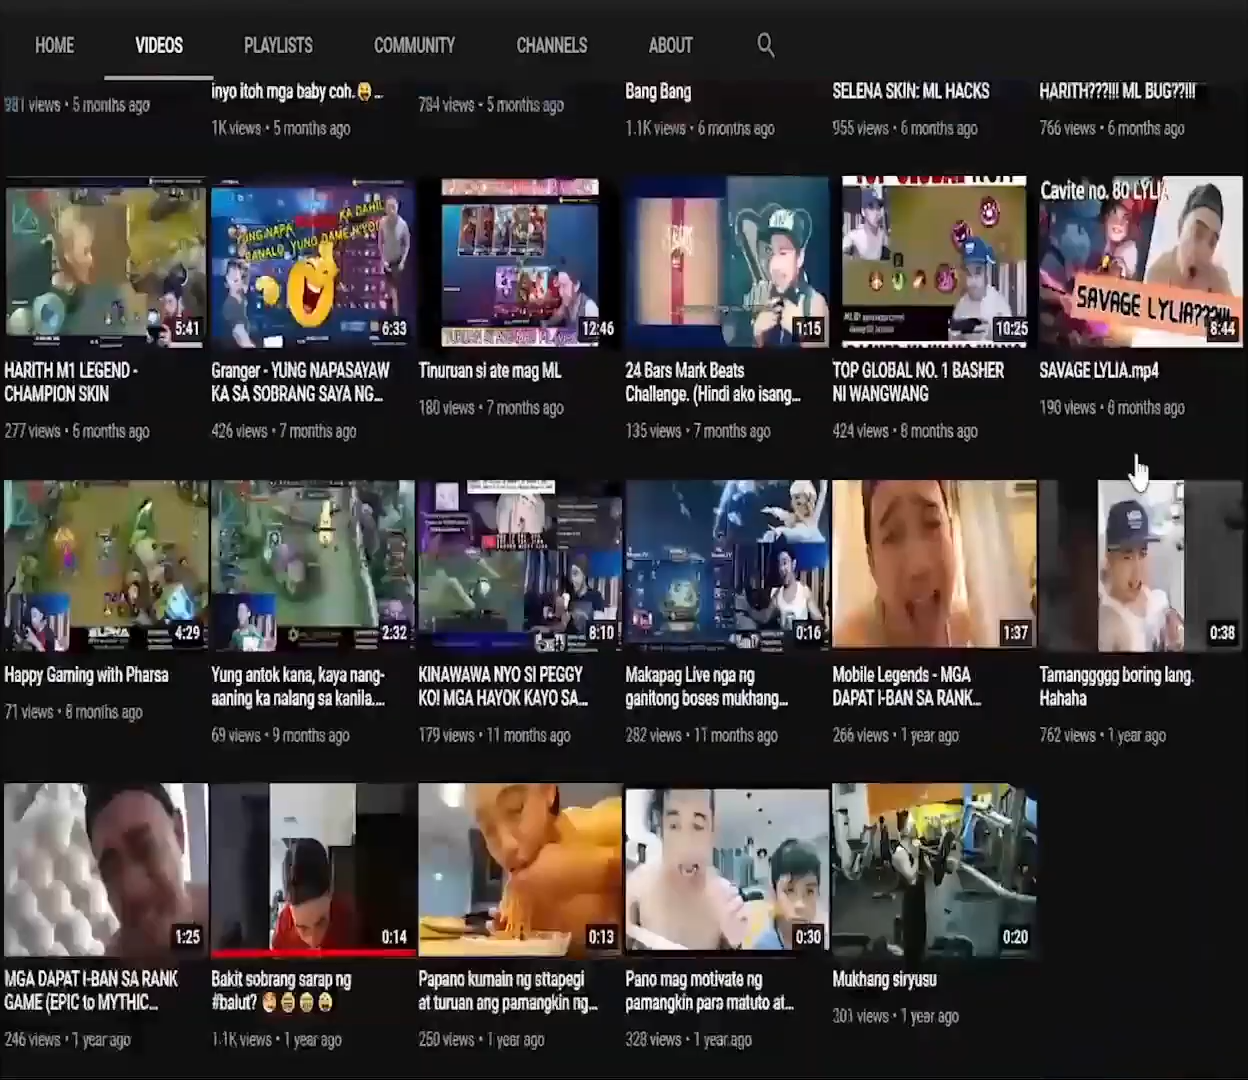 HOME VIDEOS PLAYLISTS COMMUNITY CHANNELS ABOUT
981 views • 5 months ago
inyo itoh mga baby coh. 😝 ...
1K views • 5 months ago
784 views • 5 months ago
Bang Bang
1.1K views • 6 months ago
SELENA SKIN: ML HACKS
955 views • 6 months ago
HARITH???!!! ML BUG??!!!
766 views • 6 months ago
5:41
HARITH M1 LEGEND -
CHAMPION SKIN
277 views • 6 months ago
YUNG NAPA KA DAHIL
PANALO, YUNG GAME NIYO!
6:33
Granger - YUNG NAPASAYAW
KA SA SOBRANG SAYA NG...
426 views • 7 months ago
12:46
Tinuruan si ate mag ML
180 views • 7 months ago
BARS
1:15
24 Bars Mark Beats
Challenge. (Hindi ako isang...
135 views • 7 months ago
10:25
TOP GLOBAL NO. 1 BASHER
NI WANGWANG
424 views • 8 months ago
Cavite no. 80 LYLIA
SAVAGE LYLIA???!!!
8:44
SAVAGE LYLIA.mp4
190 views • 8 months ago
4:29
Happy Gaming with Pharsa
71 views • 8 months ago
2:32
Yung antok kana, kaya nang-
aaning ka nalang sa kanila....
69 views • 9 months ago
8:10
KINAWAWA NYO SI PEGGY
KO! MGA HAYOK KAYO SA...
179 views • 11 months ago
0:16
Makapag Live nga ng
ganitong boses mukhang...
282 views • 11 months ago
1:37
Mobile Legends - MGA
DAPAT I-BAN SA RANK...
266 views • 1 year ago
0:38
Tamanggggg boring lang.
Hahaha
762 views • 1 year ago
1:25
MGA DAPAT I-BAN SA RANK
GAME (EPIC to MYTHIC...
246 views • 1 year ago
0:14
Bakit sobrang sarap ng
#balut?
1.1K views • 1 year ago
0:13
Papano kumain ng sttapegi
at turuan ang pamangkin ng...
250 views • 1 year ago
0:30
Pano mag motivate ng
pamangkin para matuto at...
328 views • 1 year ago
0:20
Mukhang siryusu
301 views • 1 year ago